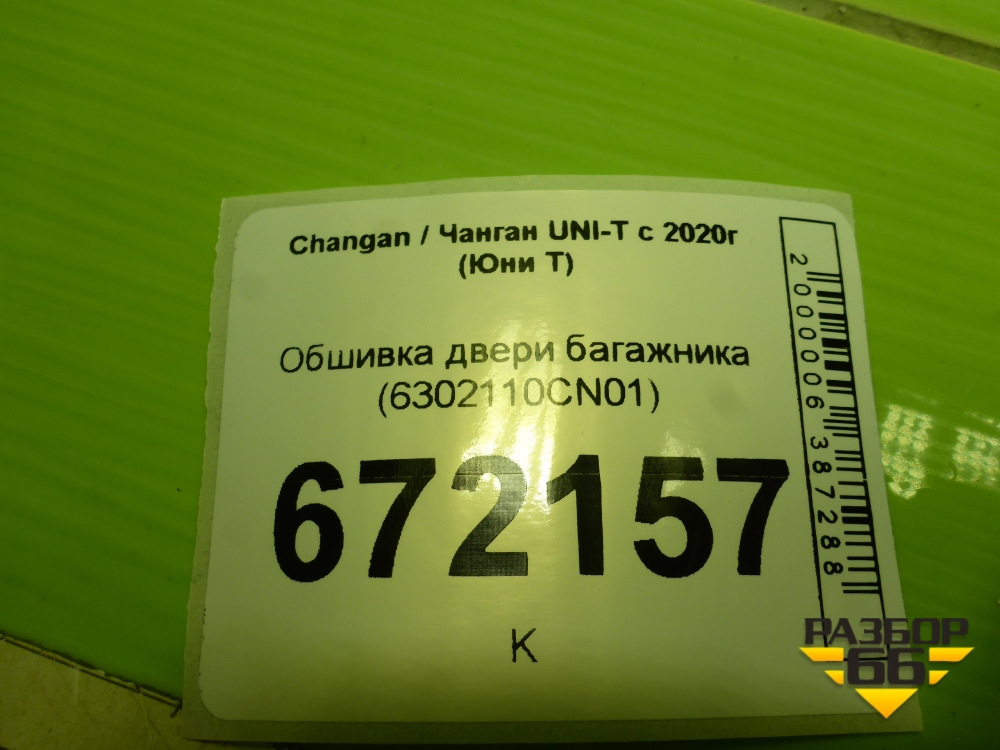 Changan / Чанган UNI-T с 2020г
(Юни Т)
Обшивка двери багажника
(6302110CN01)
672157
К
2000006387288
РАЗБОР
66